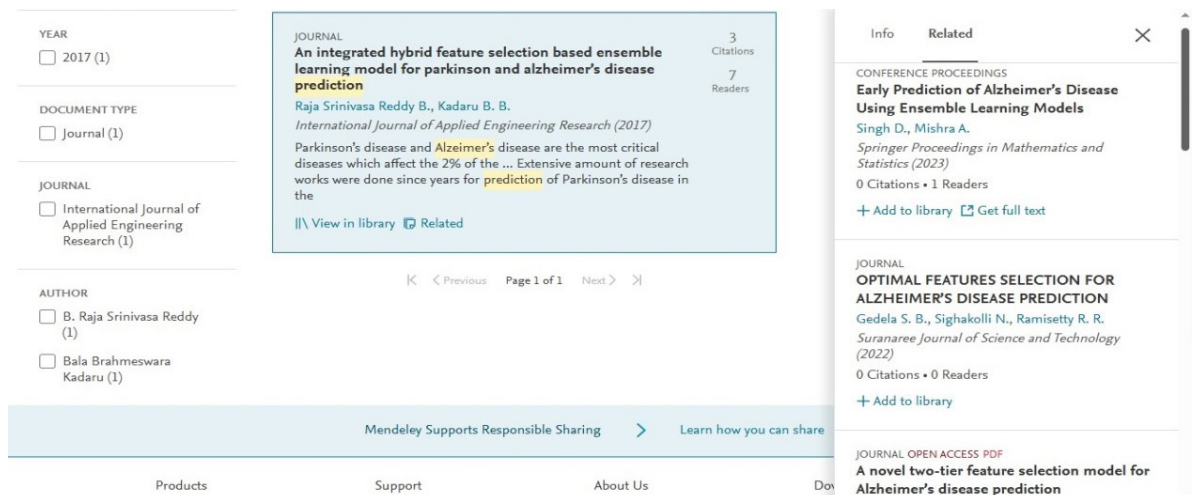 YEAR
2017 (1)
DOCUMENT TYPE
Journal (1)
JOURNAL
International Journal of
Applied Engineering
Research (1)
AUTHOR
B. Raja Srinivasa Reddy
(1)
Bala Brahmeswara
Kadaru (1)
JOURNAL
An integrated hybrid feature selection based ensemble
learning model for parkinson and alzheimer's disease
prediction
3
Citations
7
Readers
Raja Srinivasa Reddy B., Kadaru B. B.
International Journal of Applied Engineering Research (2017)
Parkinson's disease and Alzeimer's disease are the most critical
diseases which affect the 2% of the ... Extensive amount of research
works were done since years for prediction of Parkinson's disease in
the
View in library Related
Previous Page 1 of 1 Next
Info Related
CONFERENCE PROCEEDINGS
Early Prediction of Alzheimer's Disease
Using Ensemble Learning Models
Singh D., Mishra A.
Springer Proceedings in Mathematics and
Statistics (2023)
0 Citations • 1 Readers
+ Add to library Get full text
JOURNAL
OPTIMAL FEATURES SELECTION FOR
ALZHEIMER'S DISEASE PREDICTION
Gedela S. B., Sighakolli N., Ramisetty R. R.
Suranaree Journal of Science and Technology
(2022)
0 Citations • 0 Readers
+ Add to library
JOURNAL OPEN ACCESS PDF
A novel two-tier feature selection model for
Alzheimer's disease prediction
Mendeley Supports Responsible Sharing Learn how you can share
Products Support About Us